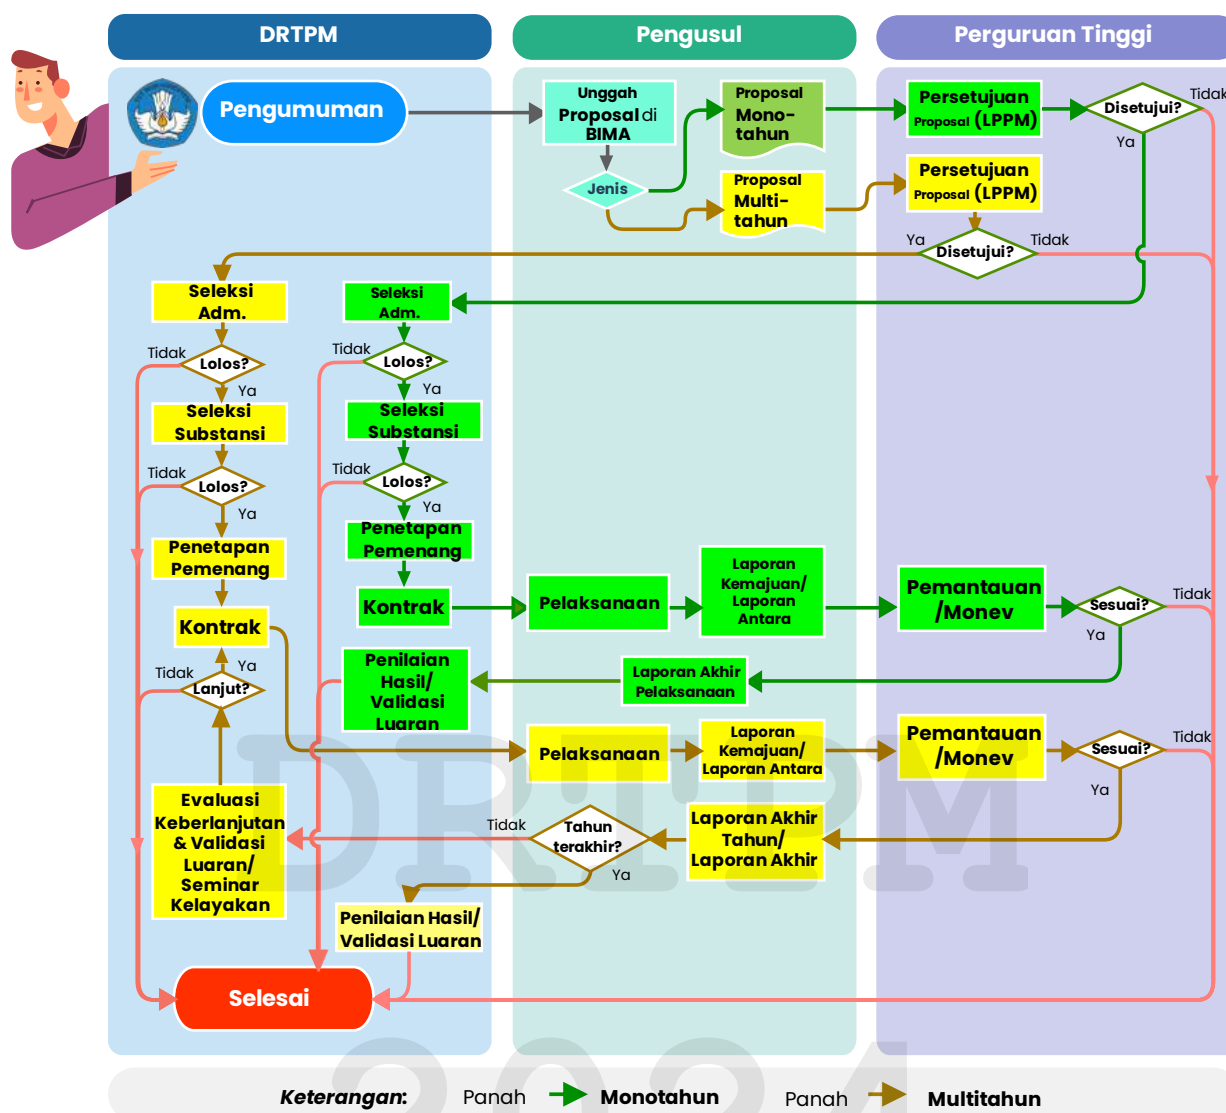 DRTPM
Pengusul
Perguruan Tinggi
Pengumuman
Unggah
Proposal di
BIMA
Jenis
Proposal
Mono-
tahun
Proposal
Multi-
tahun
Persetujuan
Proposal (LPPM)
Disetujui?
Tidak
Ya
Persetujuan
Proposal (LPPM)
Disetujui?
Ya
Tidak
Seleksi
Adm.
Lolos?
Tidak
Ya
Seleksi
Substansi
Lolos?
Tidak
Ya
Penetapan
Pemenang
Kontrak
Ya
Tidak
Lanjut?
Seleksi
Adm.
Lolos?
Tidak
Ya
Seleksi
Substansi
Lolos?
Tidak
Ya
Penetapan
Pemenang
Kontrak
Pelaksanaan
Laporan
Kemajuan/
Laporan
Antara
Pemantauan
/Monev
Sesuai?
Tidak
Ya
Laporan Akhir
Pelaksanaan
Penilaian
Hasil/
Validasi
Luaran
Pelaksanaan
Laporan
Kemajuan/
Laporan Antara
Pemantauan
/Monev
Sesuai?
Tidak
Ya
Laporan Akhir
Tahun/
Laporan Akhir
Tahun
terakhir?
Tidak
Ya
Evaluasi
Keberlanjutan
& Validasi
Luaran/
Seminar
Kelayakan
Penilaian Hasil/
Validasi Luaran
Selesai
DRTPM
2024
Keterangan:
Panah
Monotahun
Panah
Multitahun